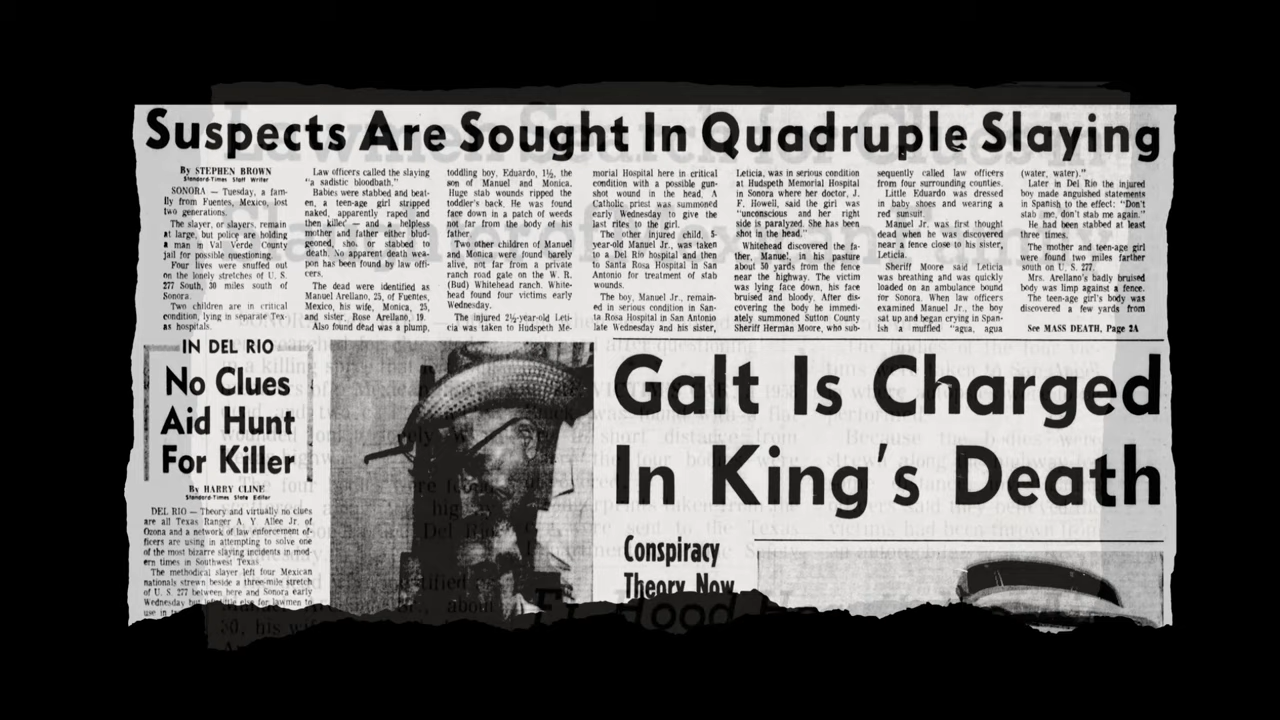 Suspects Are Sought In Quadruple Slaying
By STEPHEN BROWN
Standard-Times Staff Writer
SONORA — Tuesday, a fam-
ily from Fuentes, Mexico, lost
two generations.
The slayer, or slayers, remain
at large, but police are holding
a man in Val Verde County
jail for possible questioning.
Four lives were snuffed out
on the lonely stretches of U. S.
277 South, 30 miles south of
Sonora.
Two children are in critical
condition, lying in separate Tex-
as hospitals.
Law officers called the slaying
"a sadistic bloodbath."
Babies were stabbed and beat-
en, a teenage girl stripped
naked, apparently raped and
then killed — and a helpless
mother and father either blud-
geoned, shot or stabbed to
death. No apparent death wea-
pon has been found by law offi-
cers.
The dead were identified as
Manuel Arellano, 25, of Fuentes,
Mexico, his wife, Monica, 25,
and sister, Rose Arellano,
Also found dead was a plump,
toddling boy, Eduardo, 1½, the
son of Manuel and Monica.
Huge stab wounds ripped the
toddler's back. He was found
face down in a patch of weeds
not far from the body of his
father.
Two other children of Manuel
and Monica were found barely
alive, not far from a private
ranch road gate on the W. R.
(Bud) Whitehead ranch. White-
head found four victims early
Wednesday.
The injured 2½-year-old Leti-
cia was taken to Hudspeth Me-
morial Hospital here in critical
condition with a possible gun-
shot wound in the head. A
Catholic priest was summoned
early Wednesday to give the
last rites to the girl.
The other injured child, 5-
year-old Manuel Jr., was taken
to a Del Rio hospital and then
to Santa Rosa Hospital in San
Antonio for treatment of stab
wounds.
The boy, Manuel Jr., remain-
ed in serious condition in San-
ta Rosa Hospital in San Antonio
late Wednesday and his sister,
Leticia, was in serious condition
at Hudspeth Memorial Hospital
in Sonora where her doctor, J.
F. Howell, said the girl was
"unconscious and her right
side is paralyzed. She has been
shot in the head."
Whitehead discovered the fa-
ther, Manuel, in his pasture
about 50 yards from the fence
near the highway. The victim
was lying face down, his face
bruised and bloody. After dis-
covering the body he immedi-
ately summoned Sutton County
Sheriff Herman Moore, who sub-
sequently called law officers
from four surrounding counties.
Little Eduardo was dressed
in baby shoes and wearing a
red sunsuit.
Manuel Jr. was first thought
dead when he was discovered
near a fence close to his sister,
Leticia.
Sheriff Moore said Leticia
was breathing and was quickly
loaded on an ambulance bound
for Sonora. When law officers
examined Manuel Jr., the boy
sat up and began crying in Span-
ish a muffled "agua, agua
(water, water)."
Later in Del Rio the injured
boy made anguished statements
in Spanish to the effect: "Don't
stab me, don't stab me again."
He had been stabbed at least
three times.
The mother and teen-age girl
were found two miles farther
south on U. S. 277.
Mrs. Arellano's badly bruised
body was limp against a fence.
The teen-age girl's body was
discovered a few yards from
See MASS DEATH, Page 2A
IN DEL RIO
No Clues
Aid Hunt
For Killer
By HARRY CLINE
Standard-Times State Editor
DEL RIO — Theory and virtually no clues
are all Texas Ranger A. Y. Allee Jr. of
Ozona and a network of law enforcement of-
ficers are using in attempting to solve one
of the most bizarre slaying incidents in mod-
ern times in Southwest Texas.
The methodical slayer left four Mexican
nationals strewn beside a three-mile stretch
of U. S. 277 between here and Sonora early
Wednesday but left little else for lawmen to
use in
Galt Is Charged
In King's Death
Conspiracy
Theory Now